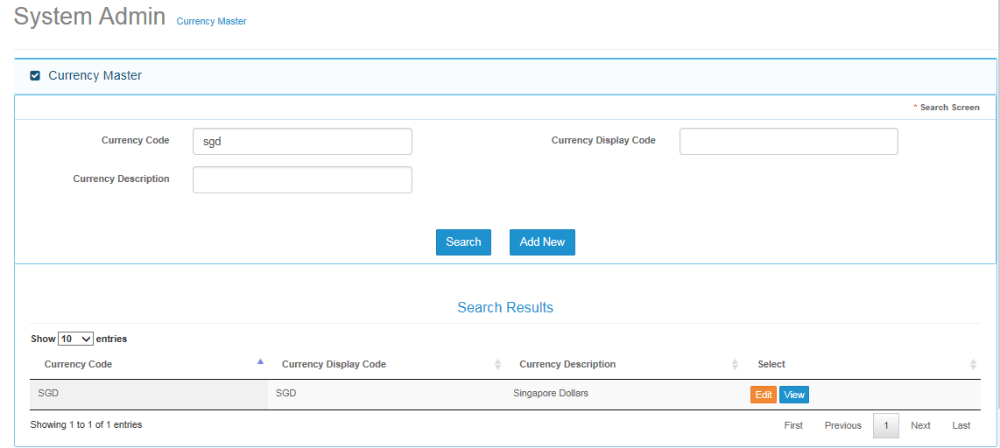 System Admin Currency Master
Currency Master
* Search Screen
Currency Code sgd Currency Display Code
Currency Description
Search Add New
Search Results
Show 10 entries
Currency Code Currency Display Code Currency Description Select
SGD SGD Singapore Dollars Edit View
Showing 1 to 1 of 1 entries First Previous 1 Next Last